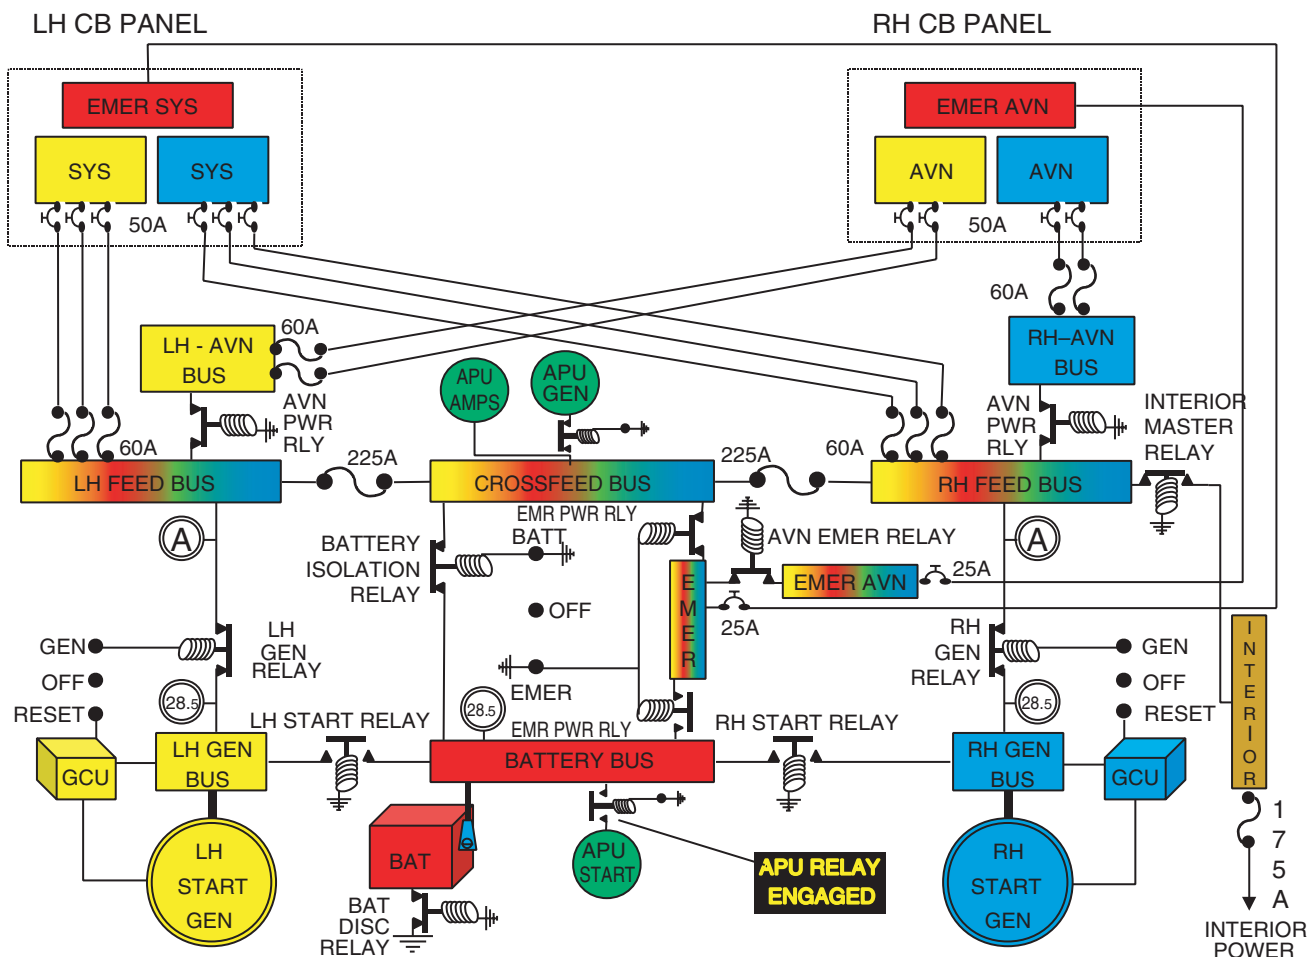 LH CB PANEL
RH CB PANEL
EMER SYS
EMER AVN
SYS
SYS
AVN
AVN
50A
50A
60A
60A
LH - AVN
BUS
RH–AVN
BUS
APU
AMPS
APU
GEN
AVN
PWR
RLY
AVN
PWR
RLY
INTERIOR
MASTER
RELAY
60A
225A
225A
60A
LH FEED BUS
CROSSFEED BUS
RH FEED BUS
A
A
EMR PWR RLY
BATTERY
ISOLATION
RELAY
BATT
OFF
EMER
AVN EMER RELAY
EMER
EMER AVN
25A
25A
GEN
OFF
RESET
LH
GEN
RELAY
RH
GEN
RELAY
GEN
OFF
RESET
INTERIOR
28.5
28.5
28.5
LH START RELAY
EMR PWR RLY
RH START RELAY
GCU
LH GEN
BUS
BATTERY BUS
RH GEN
BUS
GCU
LH
START
GEN
BAT
APU
START
APU RELAY
ENGAGED
RH
START
GEN
175A
BAT
DISC
RELAY
INTERIOR
POWER